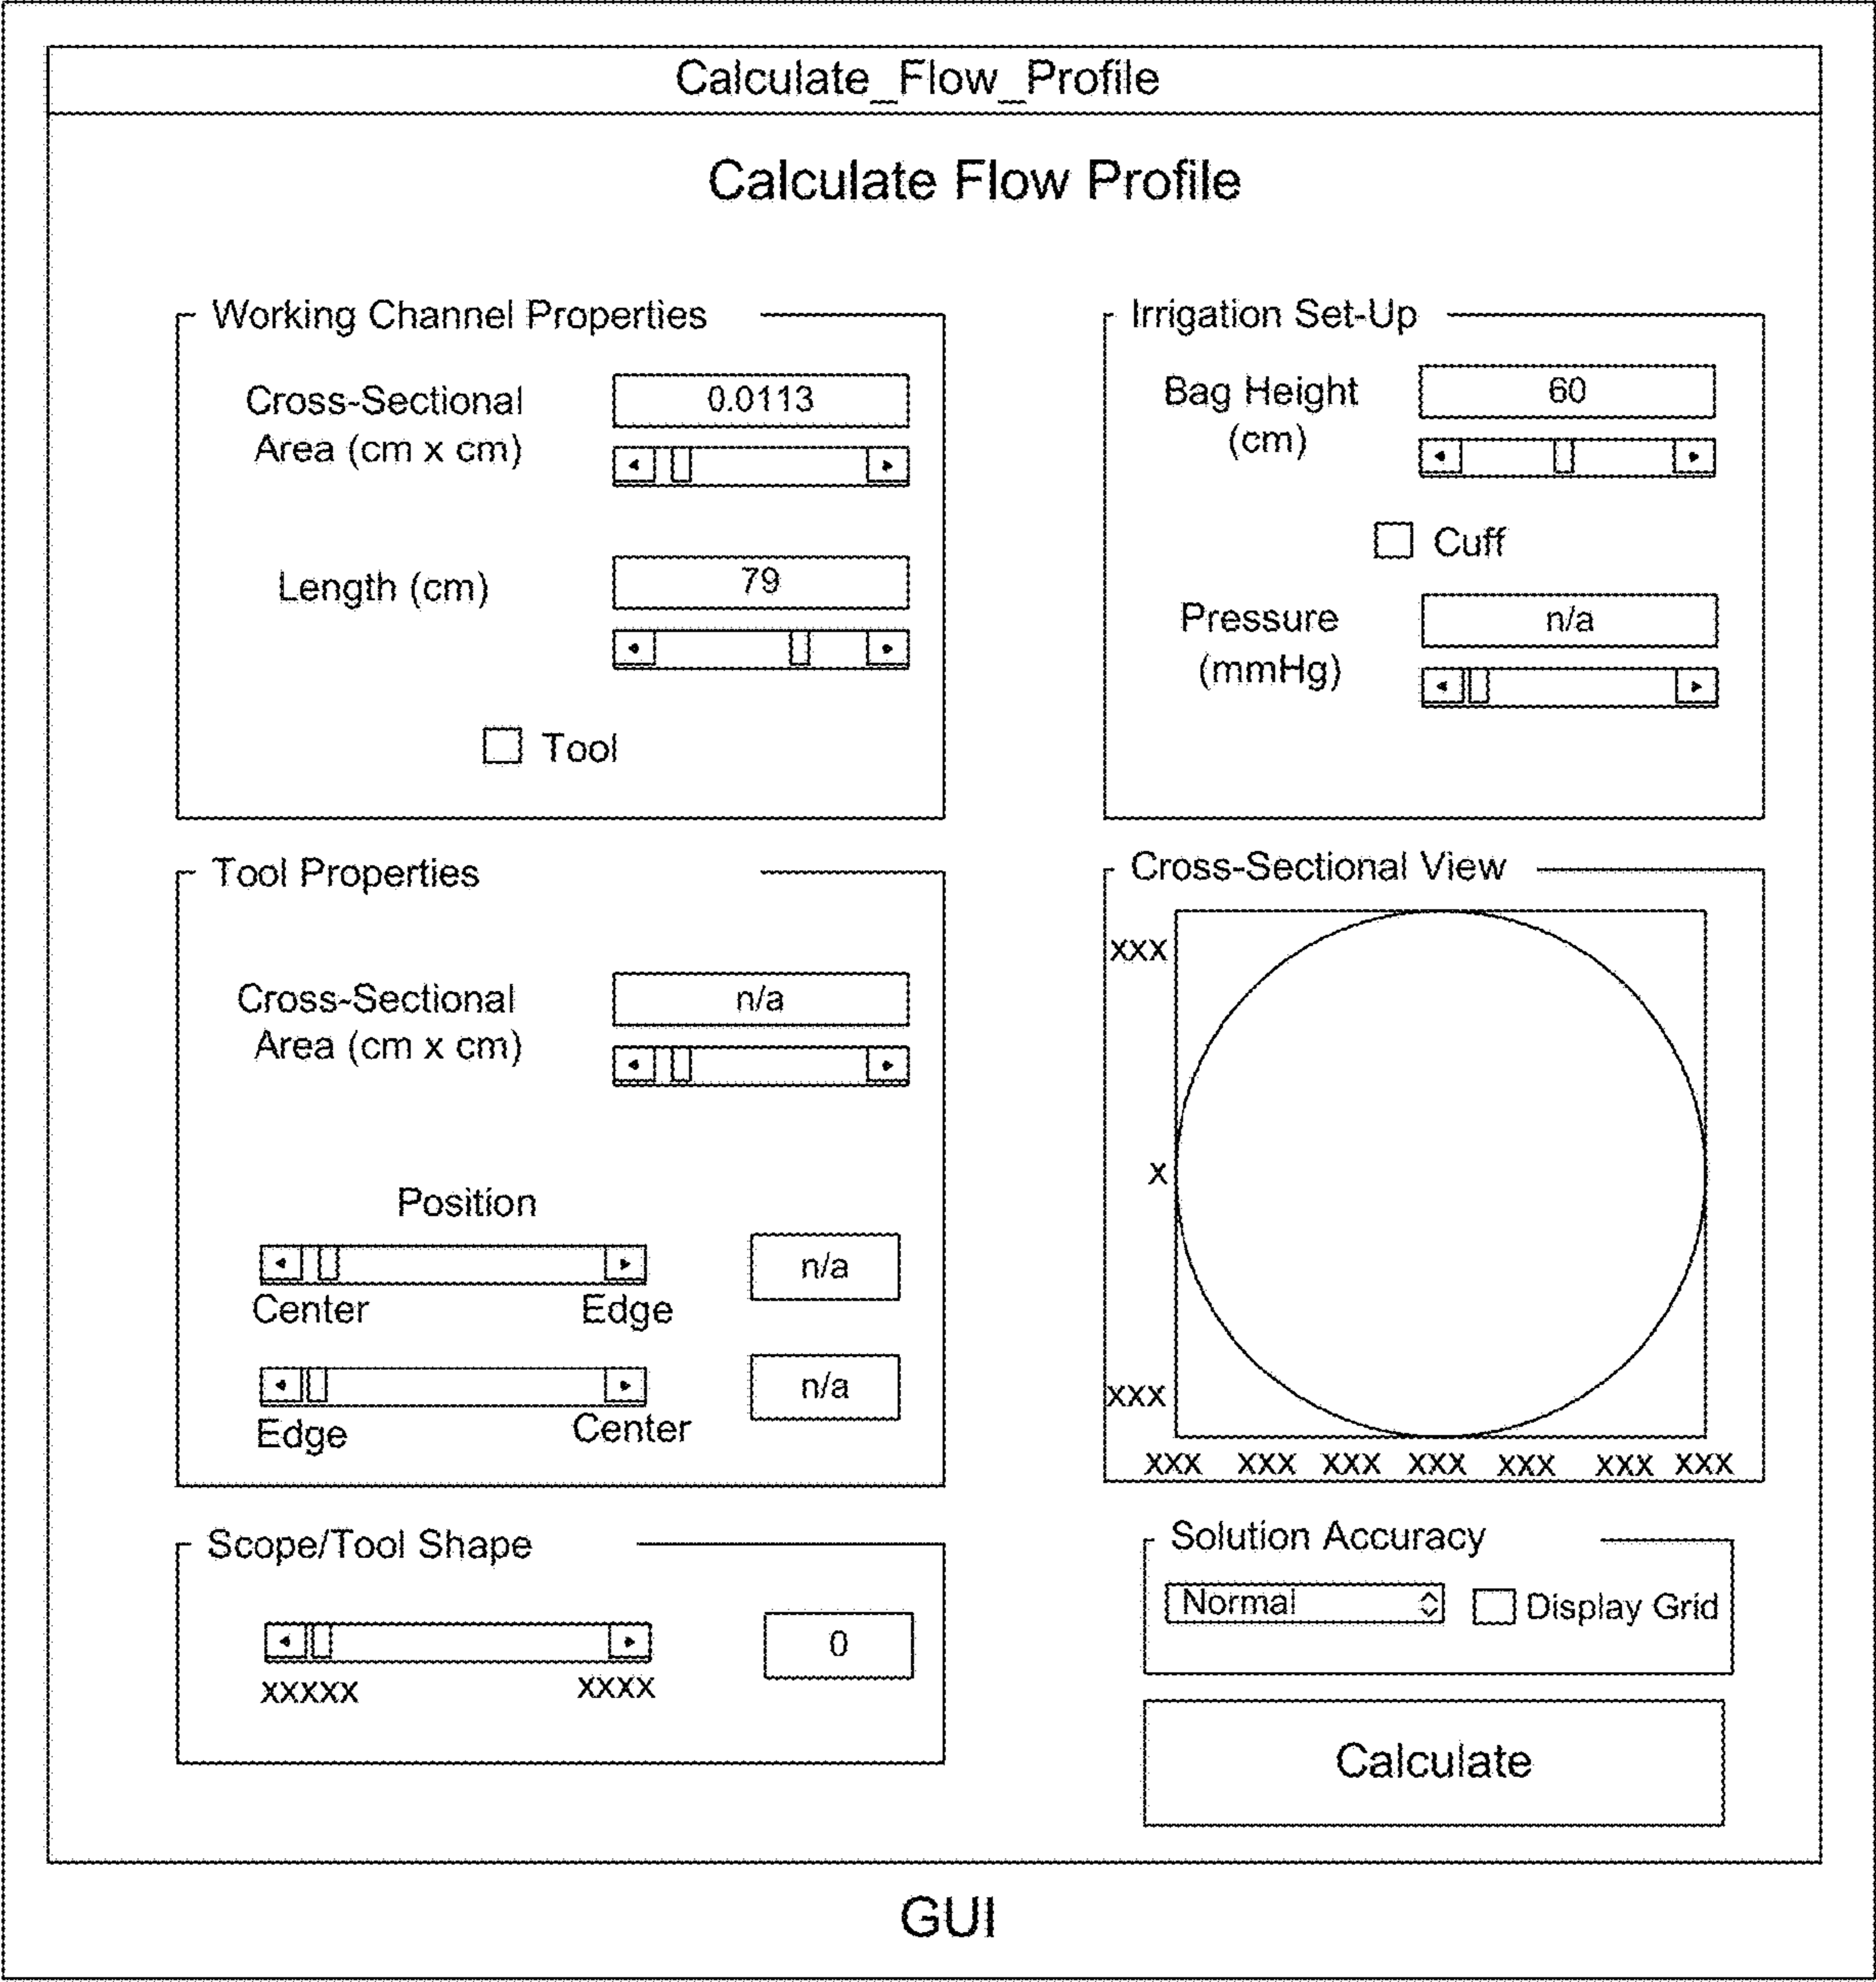 Calculate_Flow_Profile
Calculate Flow Profile
Working Channel Properties
Cross-Sectional
Area (cm x cm)
0.0113
Length (cm)
79
Tool
Irrigation Set-Up
Bag Height
(cm)
60
Cuff
Pressure
(mmHg)
n/a
Tool Properties
Cross-Sectional
Area (cm x cm)
n/a
Position
Center Edge
n/a
Edge Center
n/a
Cross-Sectional View
XXX
X
XXX
XXX XXX XXX XXX XXX XXX XXX
Scope/Tool Shape
XXXXX XXXX
0
Solution Accuracy
Normal
Display Grid
Calculate
GUI